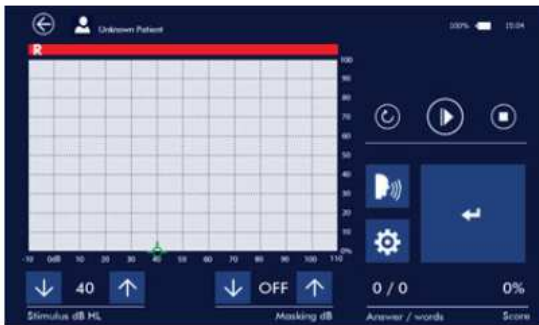 Unknown Patient
100%
15:04
R
100
90
80
70
60
50
40
30
20
10
0%
-10 0dB 10 20 30 40 50 60 70 80 90 100 110
40
OFF
0 / 0
0%
Stimulus dB HL
Masking dB
Answer / words
Score